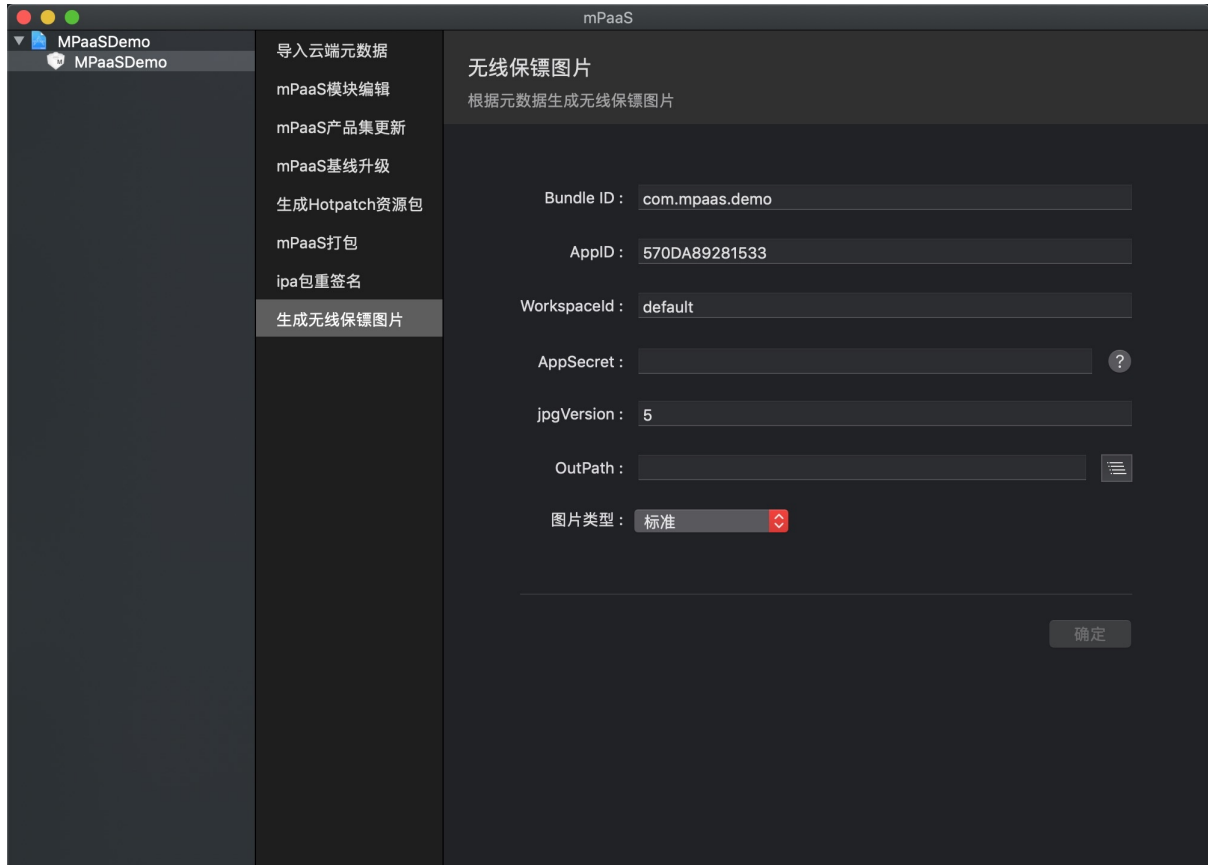 mPaaS
MPaaSDemo
MPaaSDemo
导入云端元数据
mPaaS模块编辑
mPaaS产品集更新
mPaaS基线升级
生成Hotpatch资源包
mPaaS打包
ipa包重签名
生成无线保镖图片
无线保镖图片
根据元数据生成无线保镖图片
Bundle ID : com.mpaas.demo
AppID : 570DA89281533
WorkspaceId : default
AppSecret :
?
jpgVersion : 5
OutPath :
图片类型 : 标准
确定